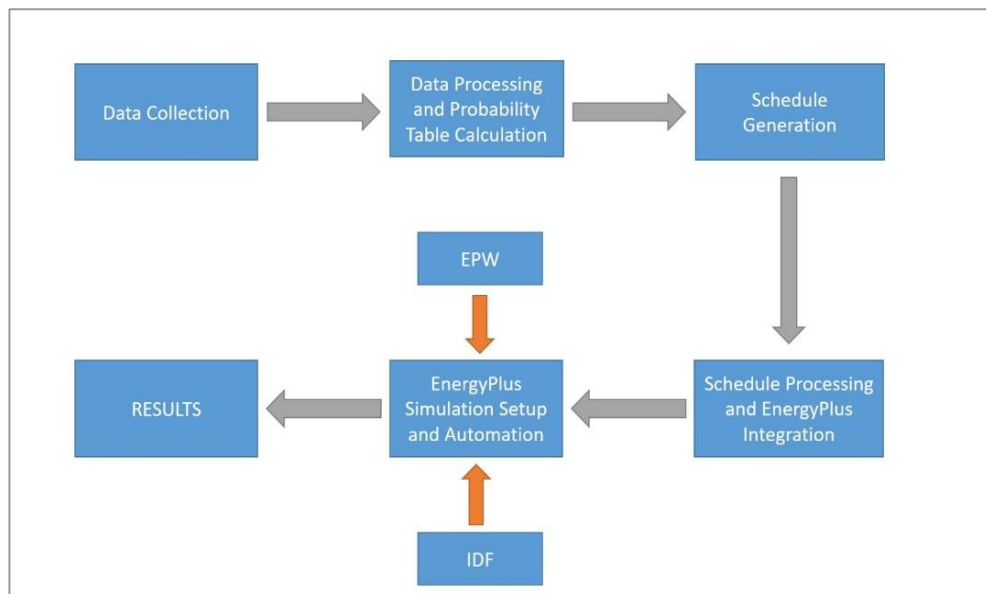 Data Collection
Data Processing
and Probability
Table Calculation
Schedule
Generation
EPW
RESULTS
EnergyPlus
Simulation Setup
and Automation
Schedule Processing
and EnergyPlus
Integration
IDF